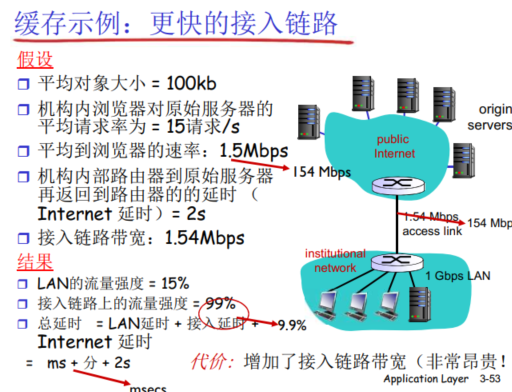 缓存示例：更快的接入链路
假设
平均对象大小 = 100kb
机构内浏览器对原始服务器的
平均请求率为 = 15请求/s
平均到浏览器的速率：1.5Mbps
154 Mbps
机构内部路由器到原始服务器
再返回到路由器的的延时 （
Internet 延时）= 2s
接入链路带宽：1.54Mbps
结果
LAN的流量强度 = 15%
接入链路上的流量强度 = 99%
9.9%
总延时 = LAN延时 + 接入延时 +
Internet 延时
= ms + 分 + 2s
msecs
origin
servers
public
Internet
1.54 Mbps
access link
154 Mbp
institutional
network
1 Gbps LAN
代价：增加了接入链路带宽（非常昂贵！
Application Layer 2-53